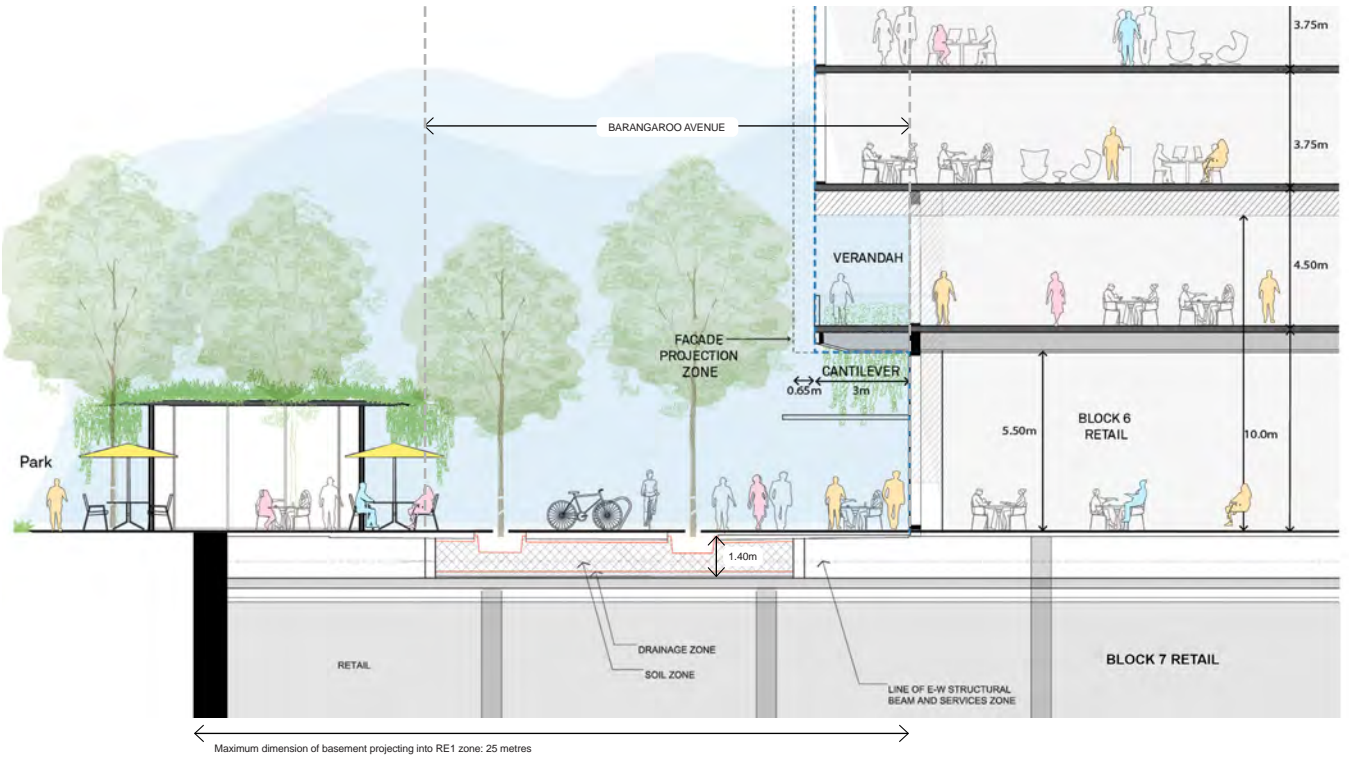 3.75m
BARANGAROO AVENUE
3.75m
VERANDAH
4.50m
FACADE
PROJECTION
ZONE
CANTILEVER
0.65m
3m
BLOCK 6
RETAIL
5.50m
10.0m
Park
1.40m
DRAINAGE ZONE
SOIL ZONE
RETAIL
BLOCK 7 RETAIL
LINE OF E-W STRUCTURAL
BEAM AND SERVICES ZONE
Maximum dimension of basement projecting into RE1 zone: 25 metres